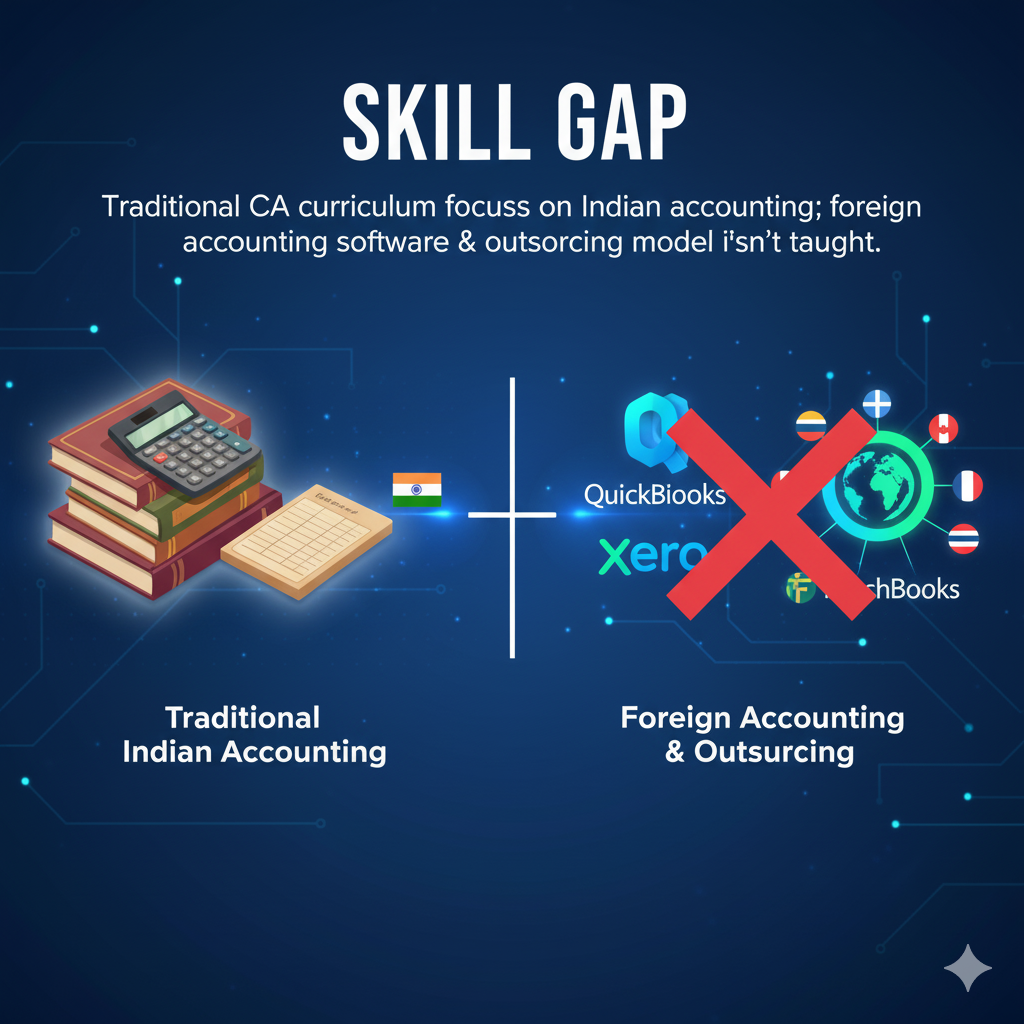 SKILL GAP
Traditional CA curriculum focuss on Indian accounting; foreign
accounting software & outsorcing model i'sn't taught.
QuickBiooks
xero
chBooks
Traditional
Indian Accounting
Foreign Accounting
& Outsurcing